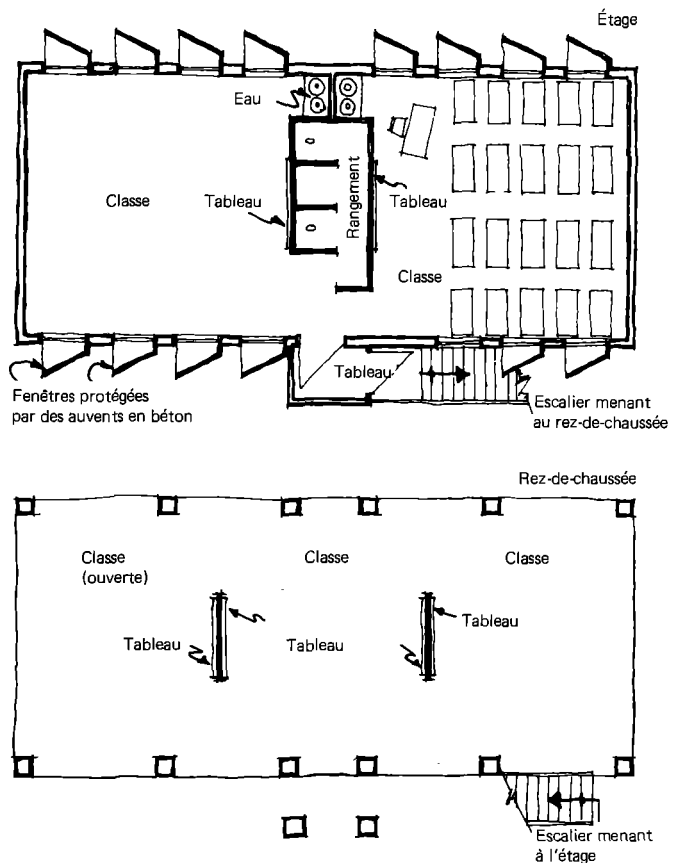 Étage
Eau
Classe
Tableau
Rangement
Tableau
Classe
Tableau
Fenêtres protégées
par des auvents en béton
Escalier menant
au rez-de-chaussée
Rez-de-chaussée
Classe
(ouverte)
Classe
Classe
Tableau
Tableau
Tableau
Escalier menant
à l'étage